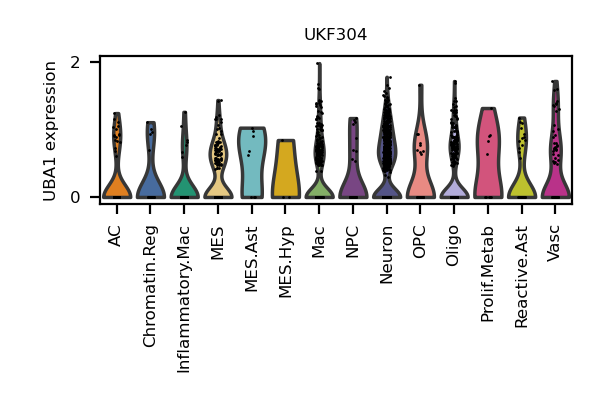 UKF304
UBA1 expression
2
0
AC
Chromatin.Reg
Inflammatory.Mac
MES
MES.Ast
MES.Hyp
Mac
NPC
Neuron
OPC
Oligo
Prolif.Metab
Reactive.Ast
Vasc